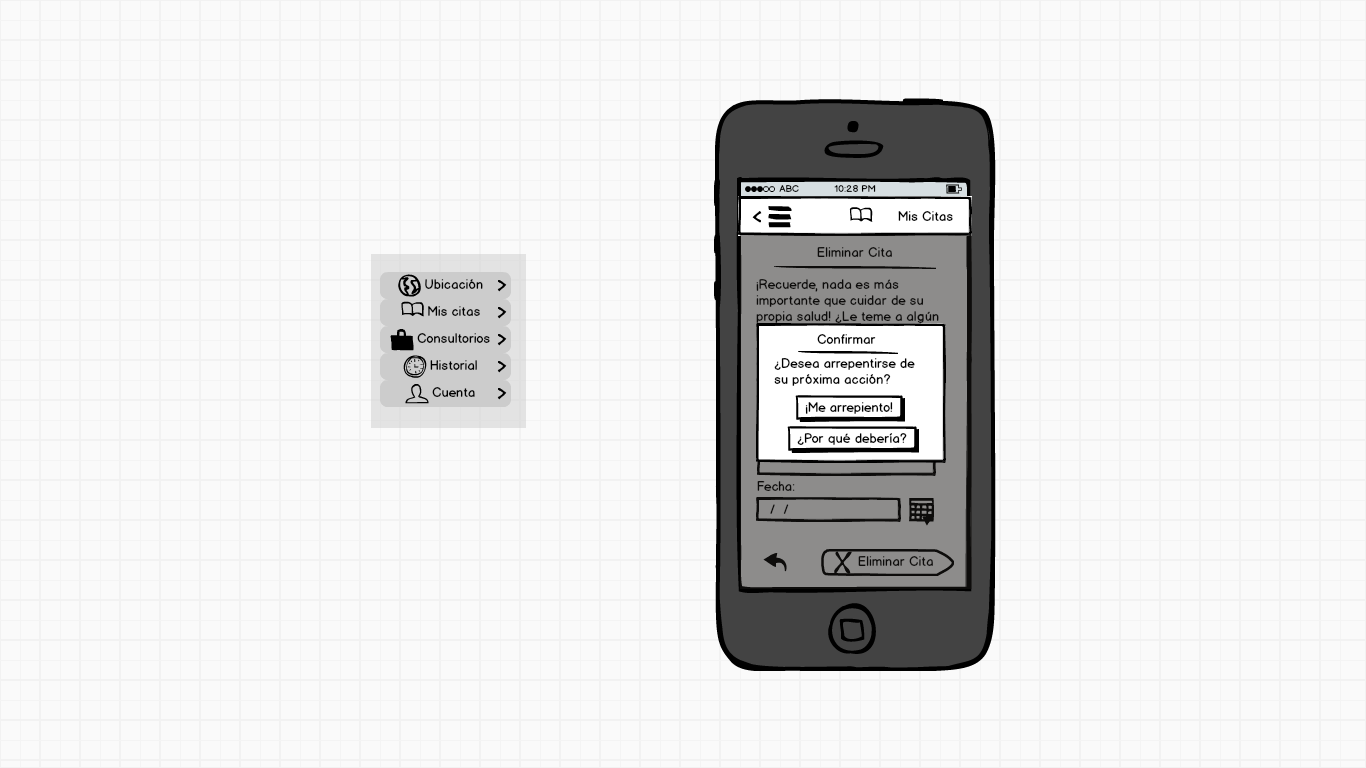 Ubicación
Mis citas
Consultorios
Historial
Cuenta
ABC 10:28 PM
Mis Citas
Eliminar Cita
¡Recuerde, nada es más
importante que cuidar de su
propia salud! ¿Le teme a algún
Confirmar
¿Desea arrepentirse de
su próxima acción?
¡Me arrepiento!
¿Por qué debería?
Fecha:
/ /
Eliminar Cita